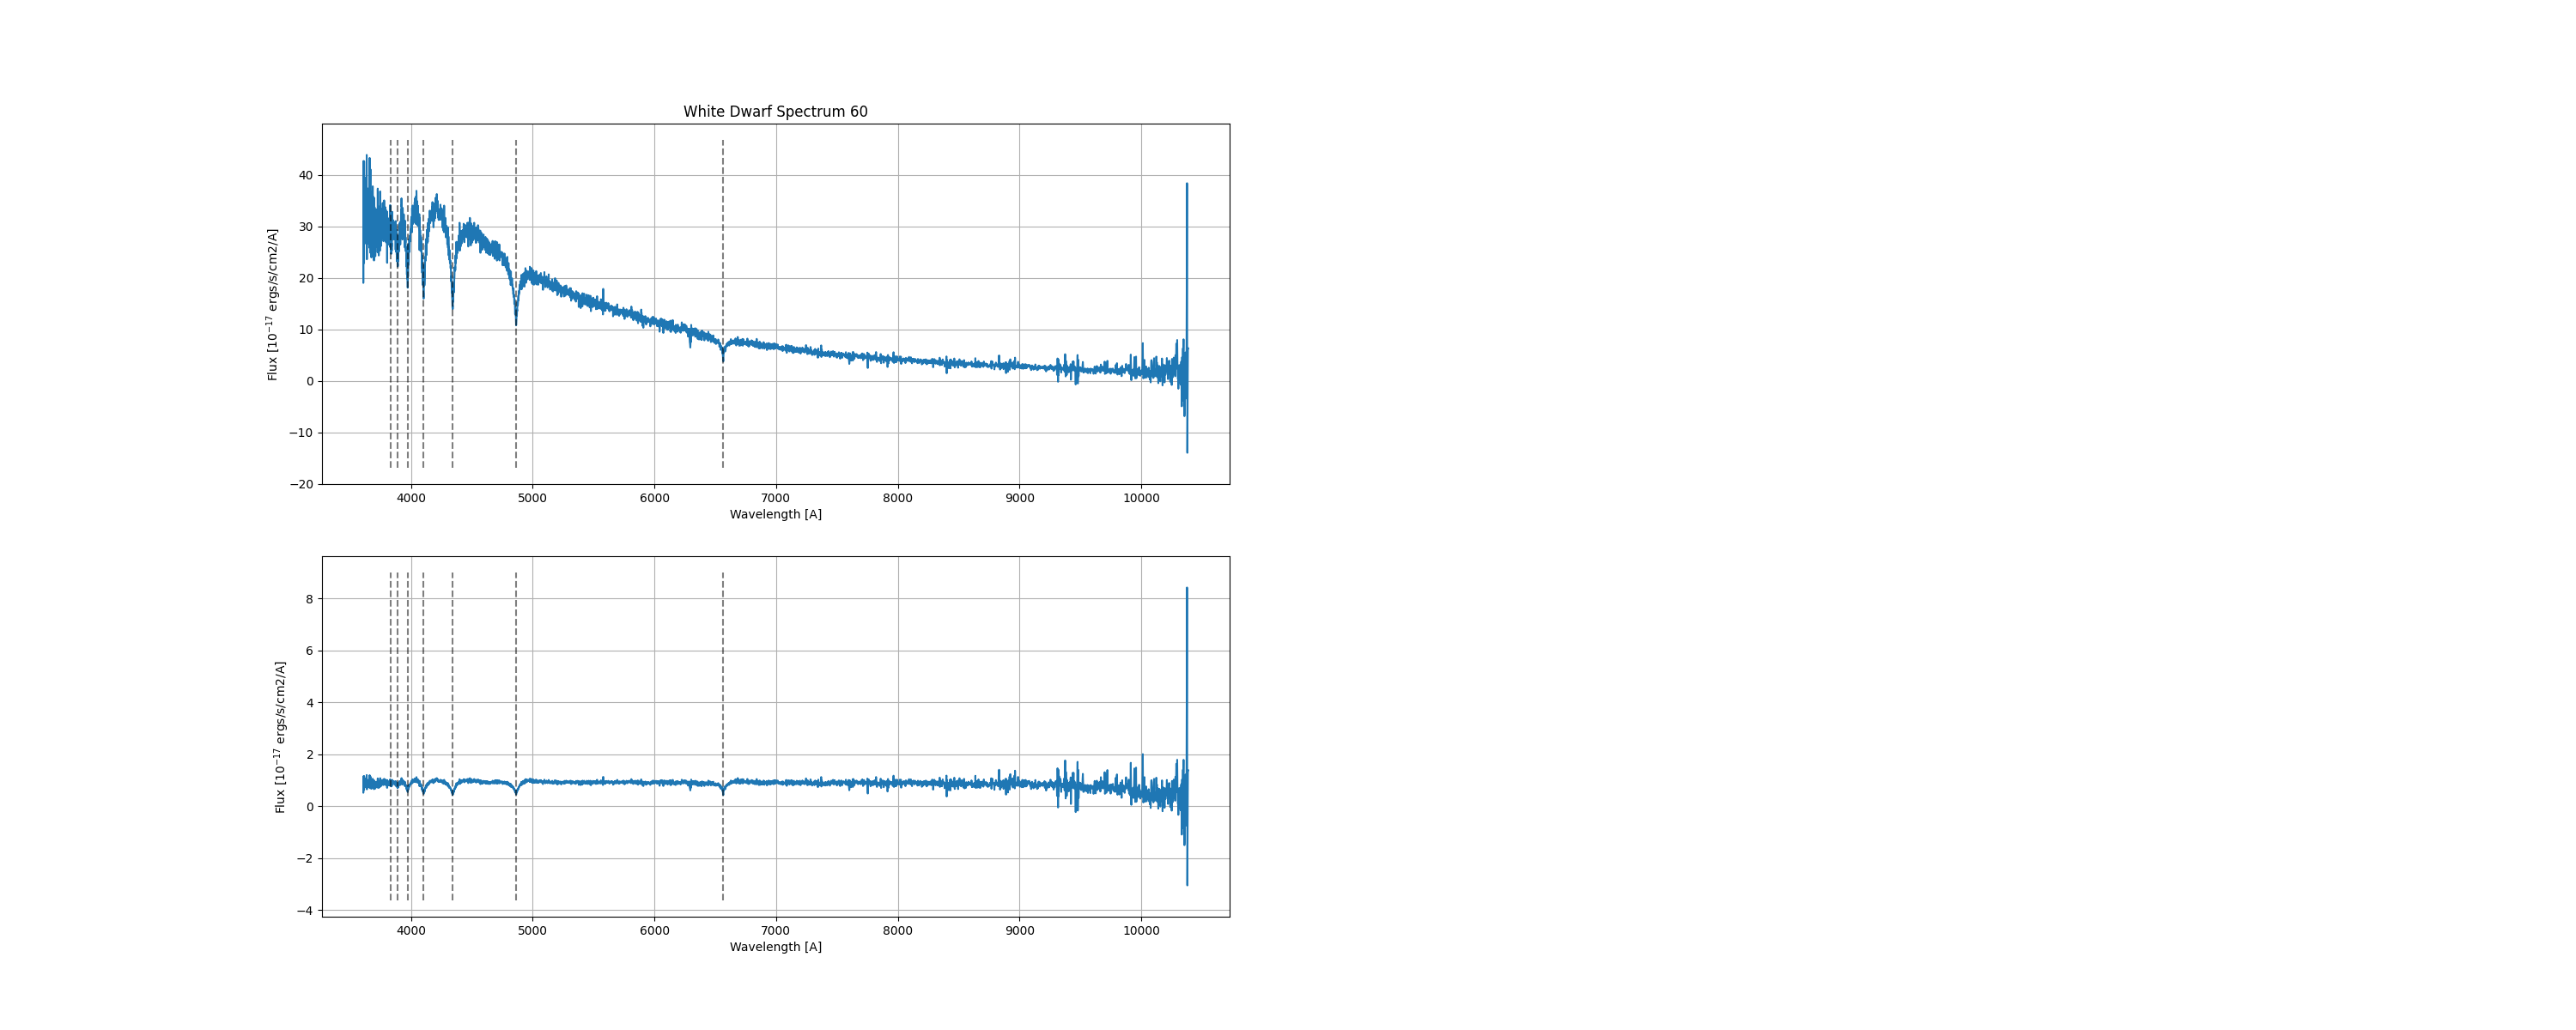 White Dwarf Spectrum 60
40
30
20
10
0
−10
−20
Flux [10⁻¹⁷ ergs/s/cm2/A]
4000 5000 6000 7000 8000 9000 10000
Wavelength [A]
8
6
4
2
0
−2
−4
Flux [10⁻¹⁷ ergs/s/cm2/A]
4000 5000 6000 7000 8000 9000 10000
Wavelength [A]